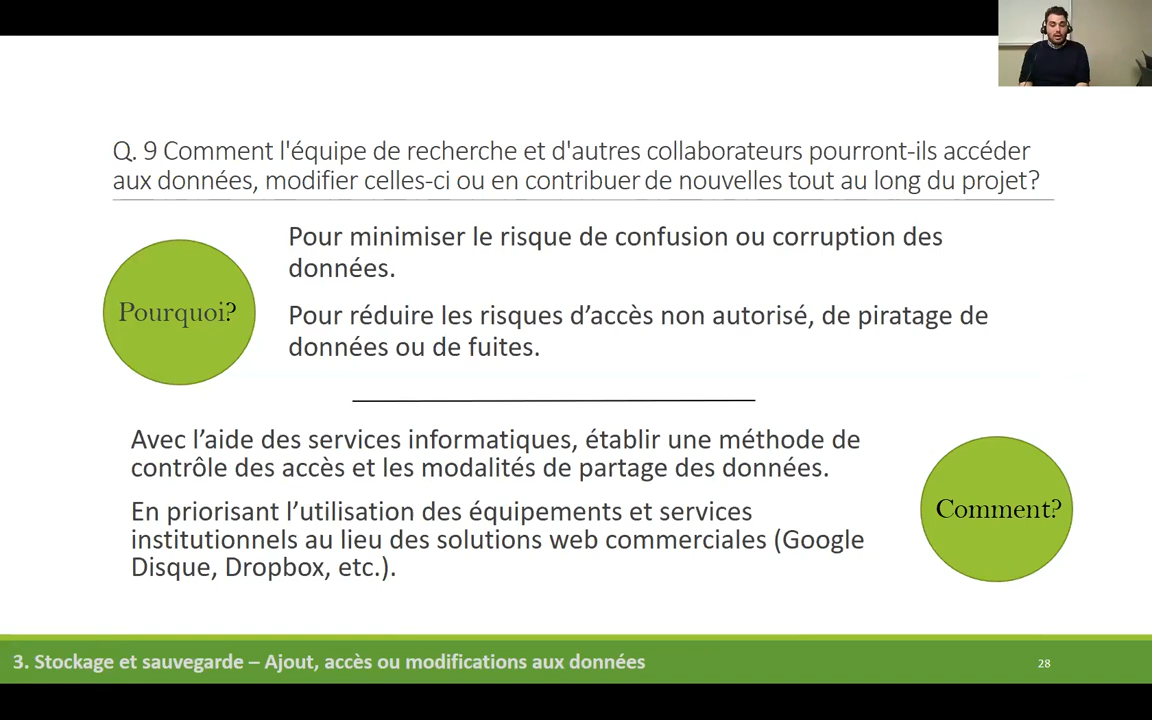 Q. 9 Comment l'équipe de recherche et d'autres collaborateurs pourront-ils accéder
aux données, modifier celles-ci ou en contribuer de nouvelles tout au long du projet?
Pourquoi?
Pour minimiser le risque de confusion ou corruption des
données.
Pour réduire les risques d’accès non autorisé, de piratage de
données ou de fuites.
Avec l’aide des services informatiques, établir une méthode de
contrôle des accès et les modalités de partage des données.
En priorisant l’utilisation des équipements et services
institutionnels au lieu des solutions web commerciales (Google
Disque, Dropbox, etc.).
Comment?
3. Stockage et sauvegarde – Ajout, accès ou modifications aux données
28